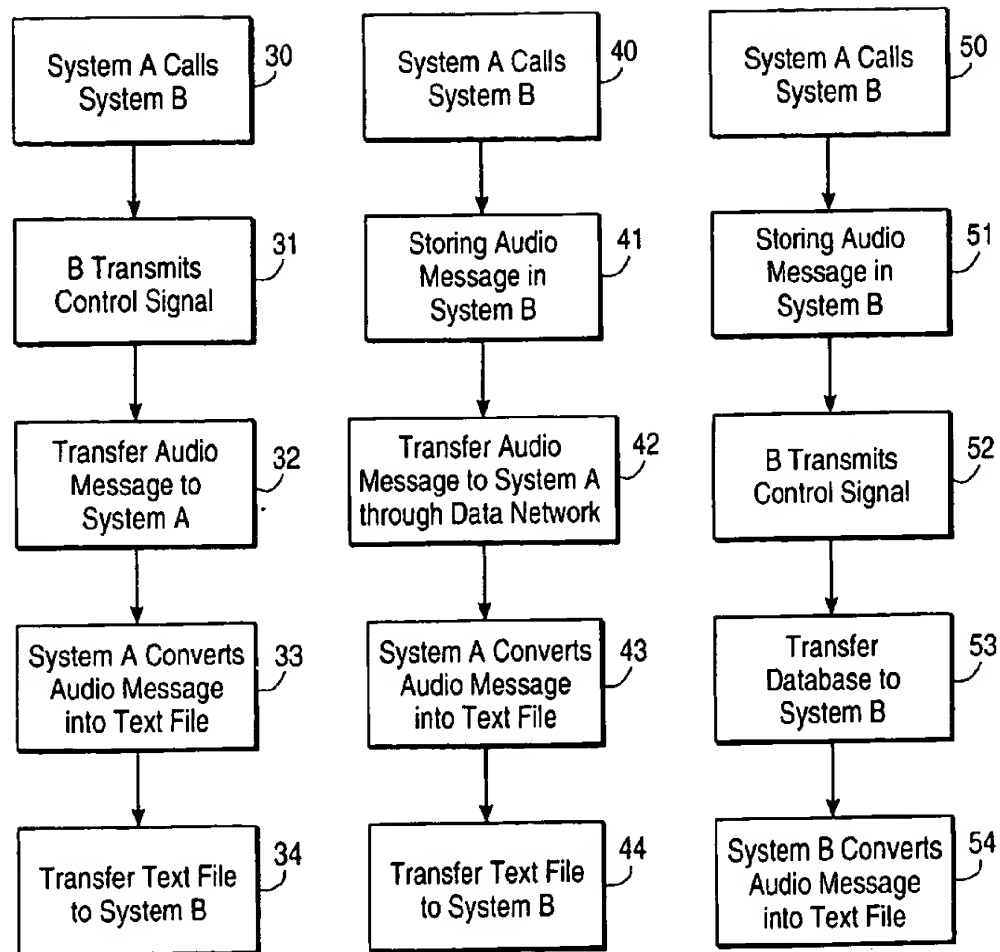 System A Calls
System B
30
B Transmits
Control Signal
31
Transfer Audio
Message to
System A
32
System A Converts
Audio Message
into Text File
33
Transfer Text File
to System B
34
System A Calls
System B
40
Storing Audio
Message in
System B
41
Transfer Audio
Message to System A
through Data Network
42
System A Converts
Audio Message
into Text File
43
Transfer Text File
to System B
44
System A Calls
System B
50
Storing Audio
Message in
System B
51
B Transmits
Control Signal
52
Transfer
Database to
System B
53
System B Converts
Audio Message
into Text File
54